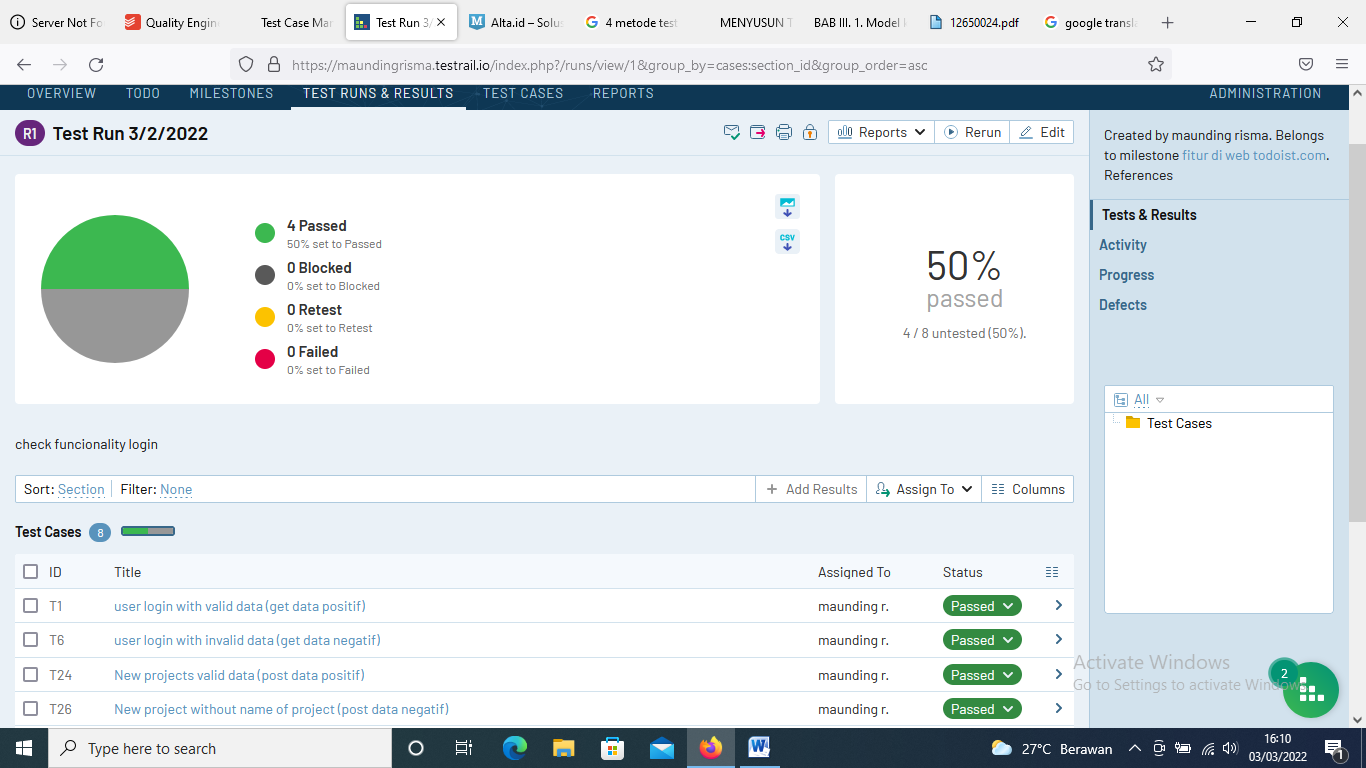 Server Not Fo
Quality Engin
Test Case Ma
Test Run 3/
Alta.id – Solus
4 metode test
MENYUSUN T
BAB III. 1. Model
12650024.pdf
google transla
https://maundingrisma.testrail.io/index.php?/runs/view/1&group_by=cases:section_id&group_order=asc
OVERVIEW TODO MILESTONES TEST RUNS & RESULTS TEST CASES REPORTS ADMINISTRATION
R1 Test Run 3/2/2022
Reports Rerun Edit
Created by maunding risma. Belongs
to milestone fitur di web todoist.com.
References
Tests & Results
Activity
Progress
Defects
4 Passed
50% set to Passed
0 Blocked
0% set to Blocked
0 Retest
0% set to Retest
0 Failed
0% set to Failed
CSV
50%
passed
4 / 8 untested (50%).
All
Test Cases
check funcionality login
Sort: Section Filter: None
Add Results Assign To Columns
Test Cases 8
ID Title Assigned To Status
T1 user login with valid data (get data positif) maunding r. Passed
T6 user login with invalid data (get data negatif) maunding r. Passed
T24 New projects valid data (post data positif) maunding r. Passed
T26 New project without name of project (post data negatif) maunding r. Passed
Activate Windows
Go to Settings to activate Windows.
2
Type here to search
27°C Berawan
16:10
03/03/2022
1